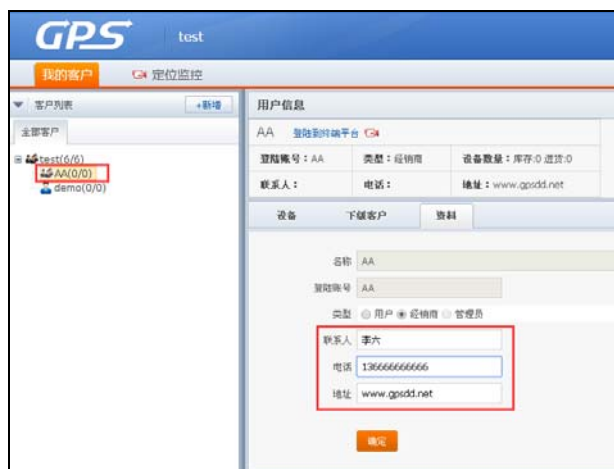 GPS test
我的客户 定位监控
客户列表 +新增
全部客户
test(6/6)
AA(0/0)
demo(0/0)
用户信息
AA 登陆到终端平台
登陆账号：AA 类型：经销商 设备数量：库存:0 进货:0
联系人： 电话： 地址：www.gpsdd.net
设备 下级客户 资料
名称 AA
登陆账号 AA
类型 用户 经销商 管理员
联系人 李六
电话 136666666666
地址 www.gpsdd.net
确定